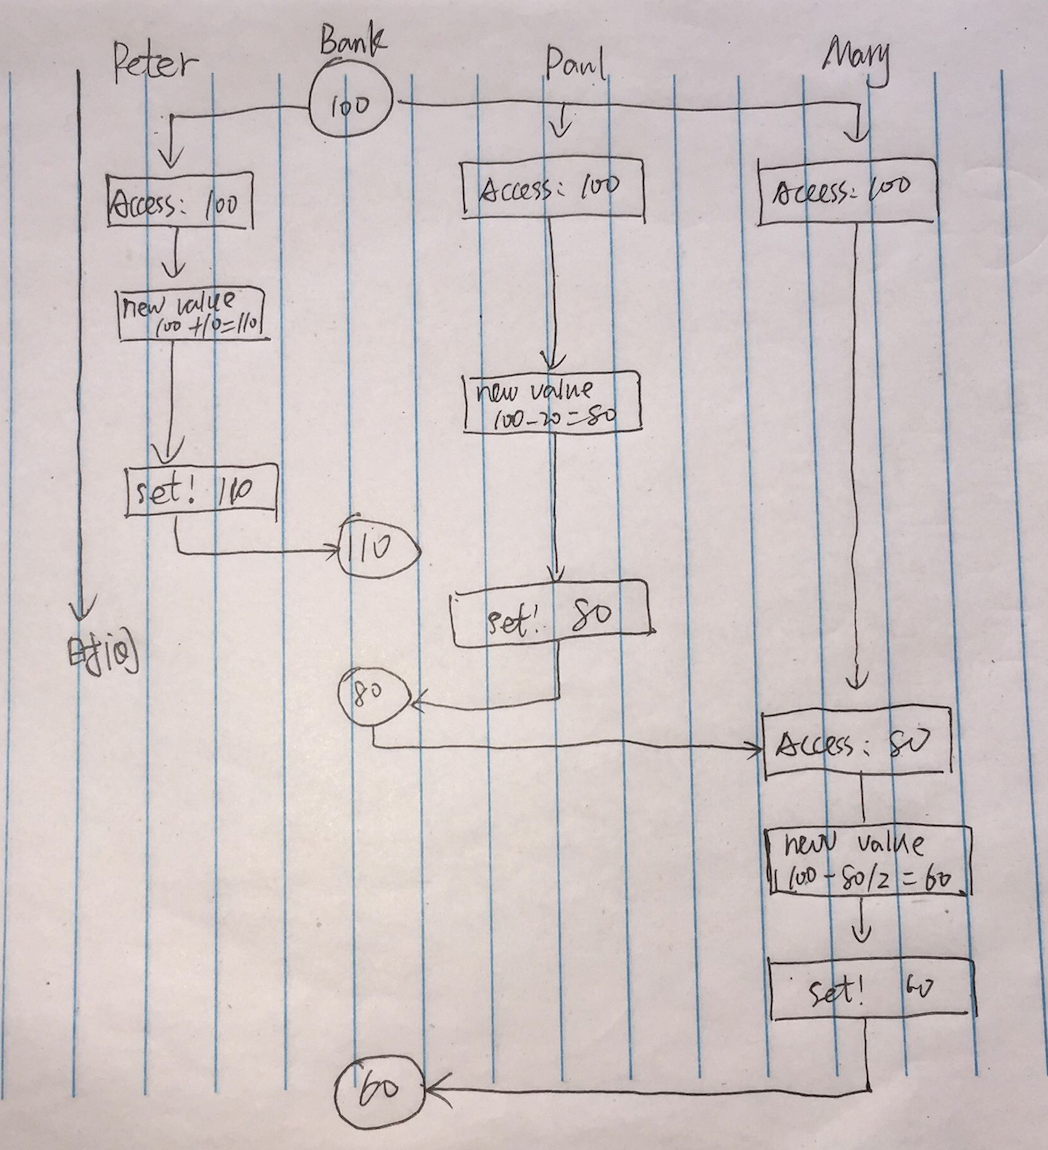 Peter
Bank
Paul
Mary
100
Access: 100
Access: 100
Access: 100
new value
100+10=110
new value
100-20=80
set! 110
110
set! 80
时间
80
Access: 80
new value
100-80/2=60
set! 60
60